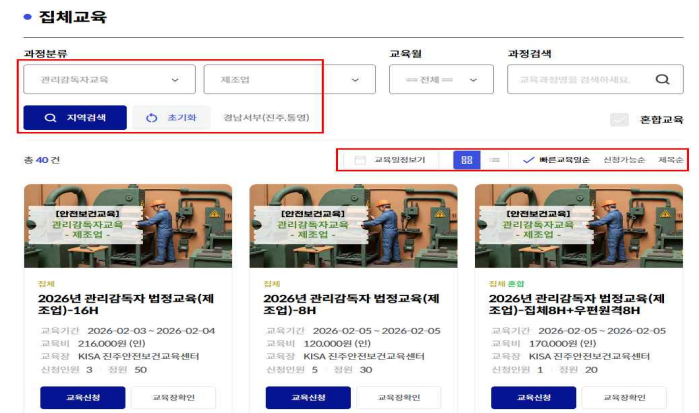 집체교육
과정분류 교육월 과정검색
관리감독자교육 제조업 == 전체 == 교육과정명을 검색하세요.
지역검색 초기화 경남서부(진주,통영) 혼합교육
총 40 건 교육일정보기 빠른교육일순 신청가능순 제목순
[안전보건교육] [안전보건교육] [안전보건교육]
관리감독자교육 관리감독자교육 관리감독자교육
- 제조업 - - 제조업 - - 제조업 -
집체
2026년 관리감독자 법정교육(제
조업)-16H
교육기간 2026-02-03 ~ 2026-02-04
교육비 216,000원 (인)
교육장 KISA 진주안전보건교육센터
신청인원 3 정원 50
교육신청 교육장확인
집체
2026년 관리감독자 법정교육(제
조업)-8H
교육기간 2026-02-05 ~ 2026-02-05
교육비 120,000원 (인)
교육장 KISA 진주안전보건교육센터
신청인원 5 정원 30
교육신청 교육장확인
집체 혼합
2026년 관리감독자 법정교육(제
조업)-집체8H+우편원격8H
교육기간 2026-02-05 ~ 2026-02-05
교육비 170,000원 (인)
교육장 KISA 진주안전보건교육센터
신청인원 1 정원 20
교육신청 교육장확인